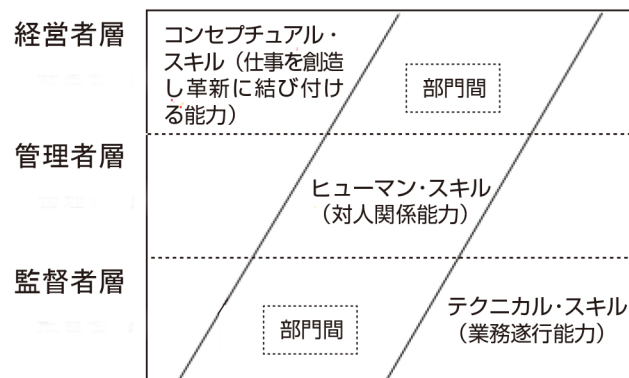 経営者層
コンセプチュアル・
スキル（仕事を創造
し革新に結び付け
る能力）
部門間
管理者層
ヒューマン・スキル
（対人関係能力）
監督者層
部門間
テクニカル・スキル
（業務遂行能力）